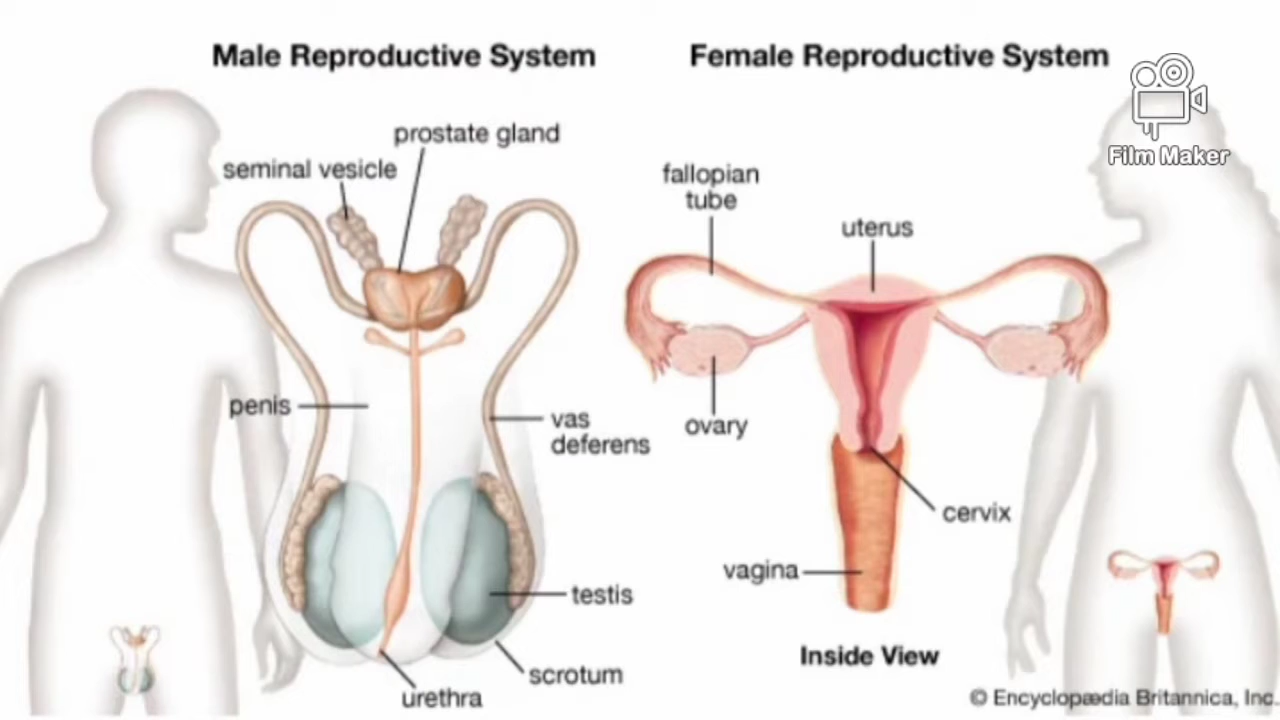 Male Reproductive System
Female Reproductive System
Film Maker
prostate gland
seminal vesicle
penis
vas
deferens
testis
scrotum
urethra
fallopian
tube
uterus
ovary
cervix
vagina
Inside View
© Encyclopædia Britannica, Inc.